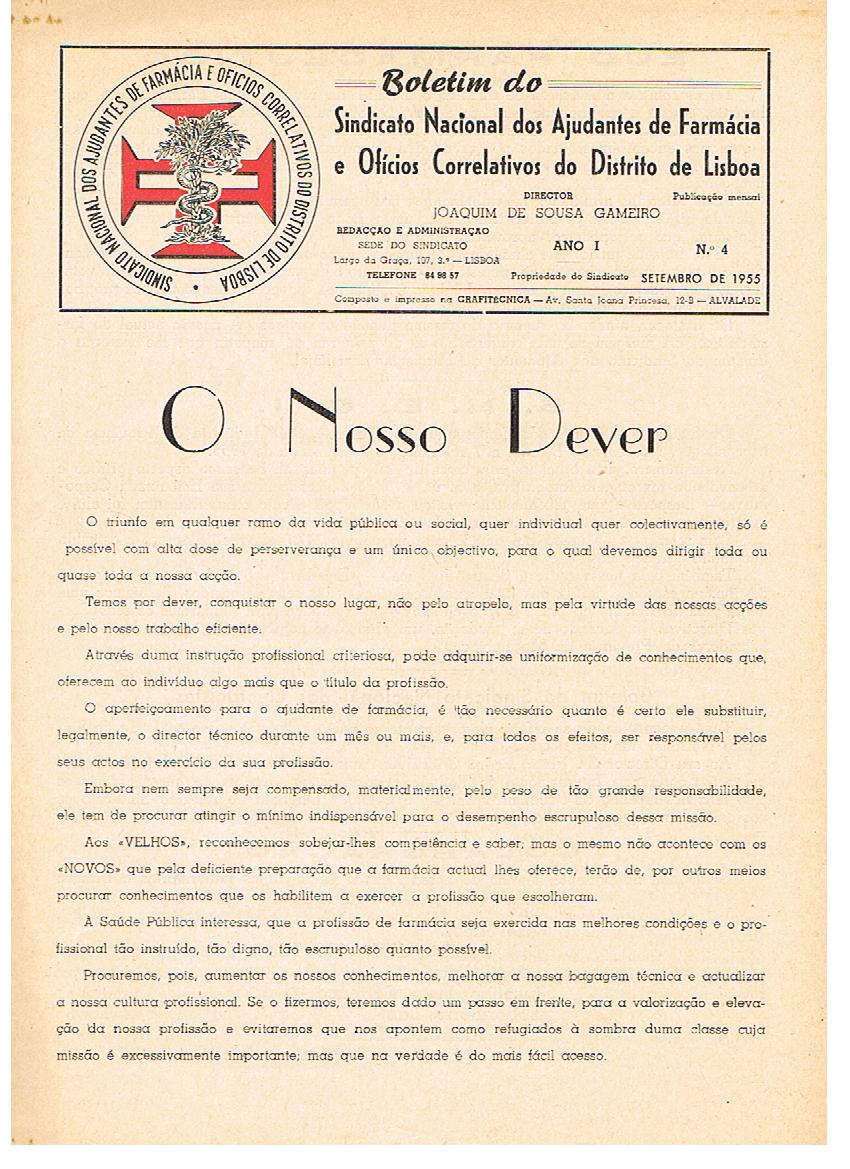 SINDICATO NACIONAL DOS AJUDANTES DE FARMÁCIA E OFICIOS CORRELATIVOS DO DISTRITO DE LISBOA •
Boletim do
Sindicato Nacional dos Ajudantes de Farmácia
e Ofícios Correlativos do Distrito de Lisboa
DIRECTOR Publicação mensal
JOAQUIM DE SOUSA GAMEIRO
REDACÇÃO E ADMINISTRAÇÃO
SEDE DO SINDICATO ANO I N.º 4
Largo da Graça, 107, 3.º — LISBOA
TELEFONE 84 98 57 Propriedade do Sindicato SETEMBRO DE 1955
Composto e impresso na GRAFITÉCNICA — Av. Santa Joana Princesa, 12-B — ALVALADE
O Nosso Dever
O triunfo em qualquer ramo da vida pública ou social, quer individual quer colectivamente, só é
possível com alta dose de perserverança e um único objectivo, para o qual devemos dirigir toda ou
quase toda a nossa acção.
Temos por dever, conquistar o nosso lugar, não pelo atropelo, mas pela virtude das nossas acções
e pelo nosso trabalho eficiente.
Através duma instrução profissional criteriosa, pode adquirir-se uniformização de conhecimentos que,
oferecem ao indivíduo algo mais que o título da profissão.
O aperfeiçoamento para o ajudante de farmácia, é tão necessário quanto é certo ele substituir,
legalmente, o director técnico durante um mês ou mais, e, para todos os efeitos, ser responsável pelos
seus actos no exercício da sua profissão.
Embora nem sempre seja compensado, materialmente, pelo peso de tão grande responsabilidade,
ele tem de procurar atingir o mínimo indispensável para o desempenho escrupuloso dessa missão.
Aos «VELHOS», reconhecemos sobejar-lhes competência e saber; mas o mesmo não acontece com os
«NOVOS» que pela deficiente preparação que a farmácia actual lhes oferece, terão de, por outros meios
procurar conhecimentos que os habilitem a exercer a profissão que escolheram.
À Saúde Pública interessa, que a profissão de farmácia seja exercida nas melhores condições e o pro-
fissional tão instruído, tão digno, tão escrupuloso quanto possível.
Procuremos, pois, aumentar os nossos conhecimentos, melhorar a nossa bagagem técnica e actualizar
a nossa cultura profissional. Se o fizermos, teremos dado um passo em frente, para a valorização e eleva-
ção da nossa profissão e evitaremos que nos apontem como refugiados à sombra duma classe cuja
missão é excessivamente importante; mas que na verdade é do mais fácil acesso.